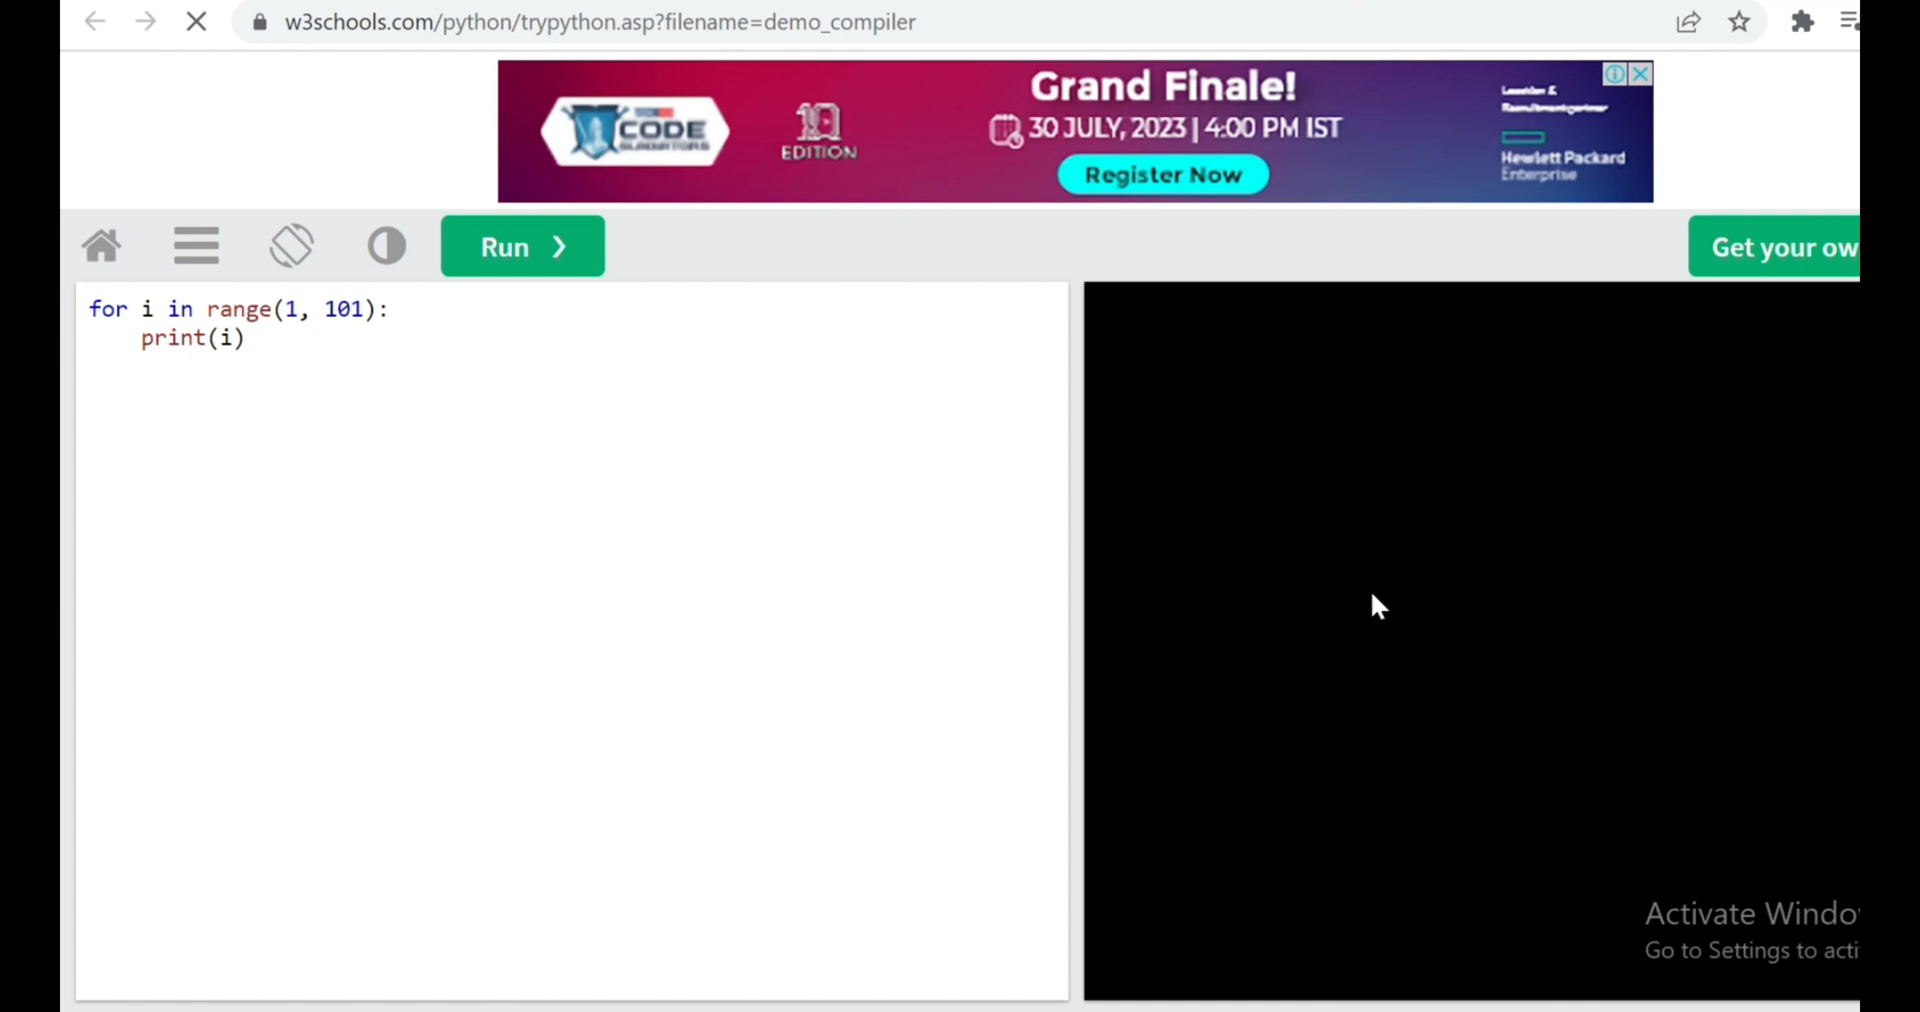 w3schools.com/python/trypython.asp?filename=demo_compiler
CODE
GLADIATORS
10
EDITION
Grand Finale!
30 JULY, 2023 | 4:00 PM IST
Register Now
Hewlett Packard
Enterprise
Run ❯
Get your ow
for i in range(1, 101):
    print(i)
Activate Windo
Go to Settings to acti